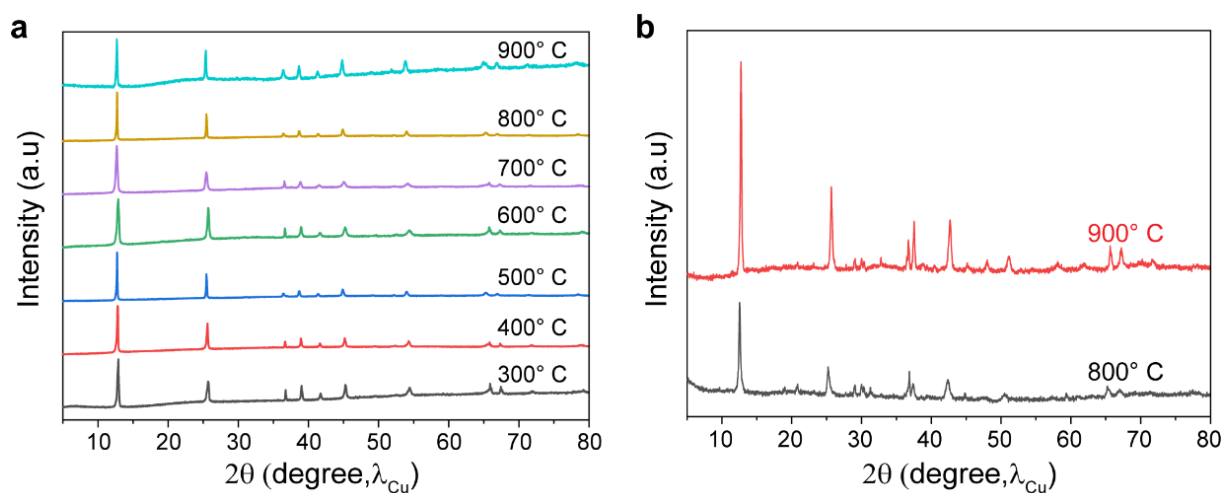 a
900° C
800° C
700° C
600° C
500° C
400° C
300° C
Intensity (a.u)
10 20 30 40 50 60 70 80
2θ (degree,λCu)
b
900° C
800° C
Intensity (a.u)
10 20 30 40 50 60 70 80
2θ (degree,λCu)